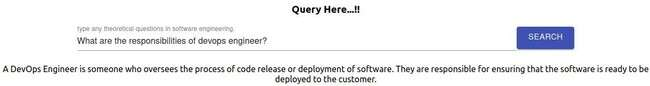 Query Here...!!
type any theoretical questions in software engineering.
What are the responsibilities of devops engineer?
SEARCH
A DevOps Engineer is someone who oversees the process of code release or deployment of software. They are responsible for ensuring that the software is ready to be
deployed to the customer.